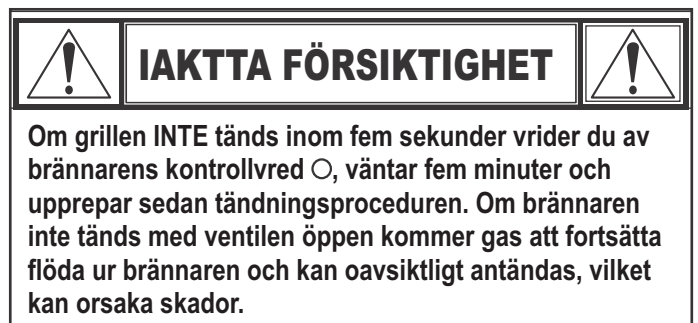 IAKTTA FÖRSIKTIGHET
Om grillen INTE tänds inom fem sekunder vrider du av
brännarens kontrollvred ○, väntar fem minuter och
upprepar sedan tändningsproceduren. Om brännaren
inte tänds med ventilen öppen kommer gas att fortsätta
flöda ur brännaren och kan oavsiktligt antändas, vilket
kan orsaka skador.